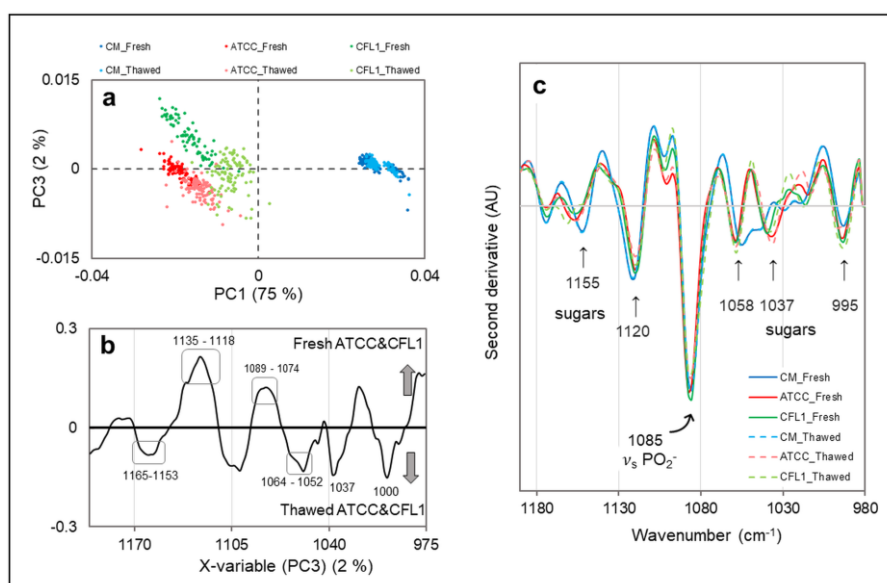 CM_Fresh ATCC_Fresh CFL1_Fresh
CM_Thawed ATCC_Thawed CFL1_Thawed
0.015
a
PC3 (2 %)
0
-0.015
-0.04 0 0.04
PC1 (75 %)
0.3
b
1135 - 1118
Fresh ATCC&CFL1
1089 - 1074
0
1165-1153
1064 - 1052
1037
1000
Thawed ATCC&CFL1
-0.3
1170 1105 1040 975
X-variable (PC3) (2 %)
c
Second derivative (AU)
1155
sugars
1120
1058 1037
sugars
995
1085
νs PO2-
CM_Fresh
ATCC_Fresh
CFL1_Fresh
CM_Thawed
ATCC_Thawed
CFL1_Thawed
1180 1130 1080 1030 980
Wavenumber (cm-1)